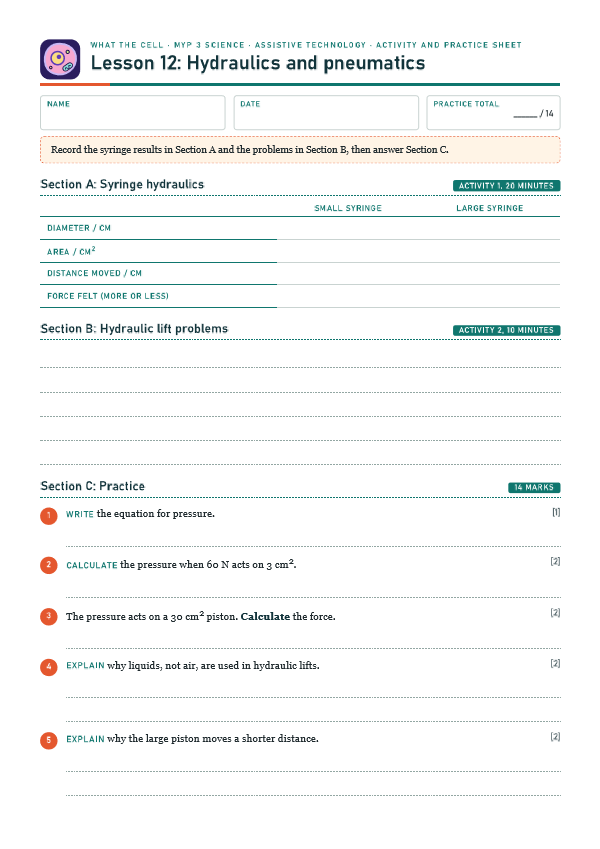 WHAT THE CELL · MYP 3 SCIENCE · ASSISTIVE TECHNOLOGY · ACTIVITY AND PRACTICE SHEET
Lesson 12: Hydraulics and pneumatics
NAME
DATE
PRACTICE TOTAL
_____ / 14
Record the syringe results in Section A and the problems in Section B, then answer Section C.
Section A: Syringe hydraulics
ACTIVITY 1, 20 MINUTES
SMALL SYRINGE LARGE SYRINGE
DIAMETER / CM
AREA / CM²
DISTANCE MOVED / CM
FORCE FELT (MORE OR LESS)
Section B: Hydraulic lift problems
ACTIVITY 2, 10 MINUTES
Section C: Practice
14 MARKS
1 WRITE the equation for pressure. [1]
2 CALCULATE the pressure when 60 N acts on 3 cm². [2]
3 The pressure acts on a 30 cm² piston. Calculate the force. [2]
4 EXPLAIN why liquids, not air, are used in hydraulic lifts. [2]
5 EXPLAIN why the large piston moves a shorter distance. [2]